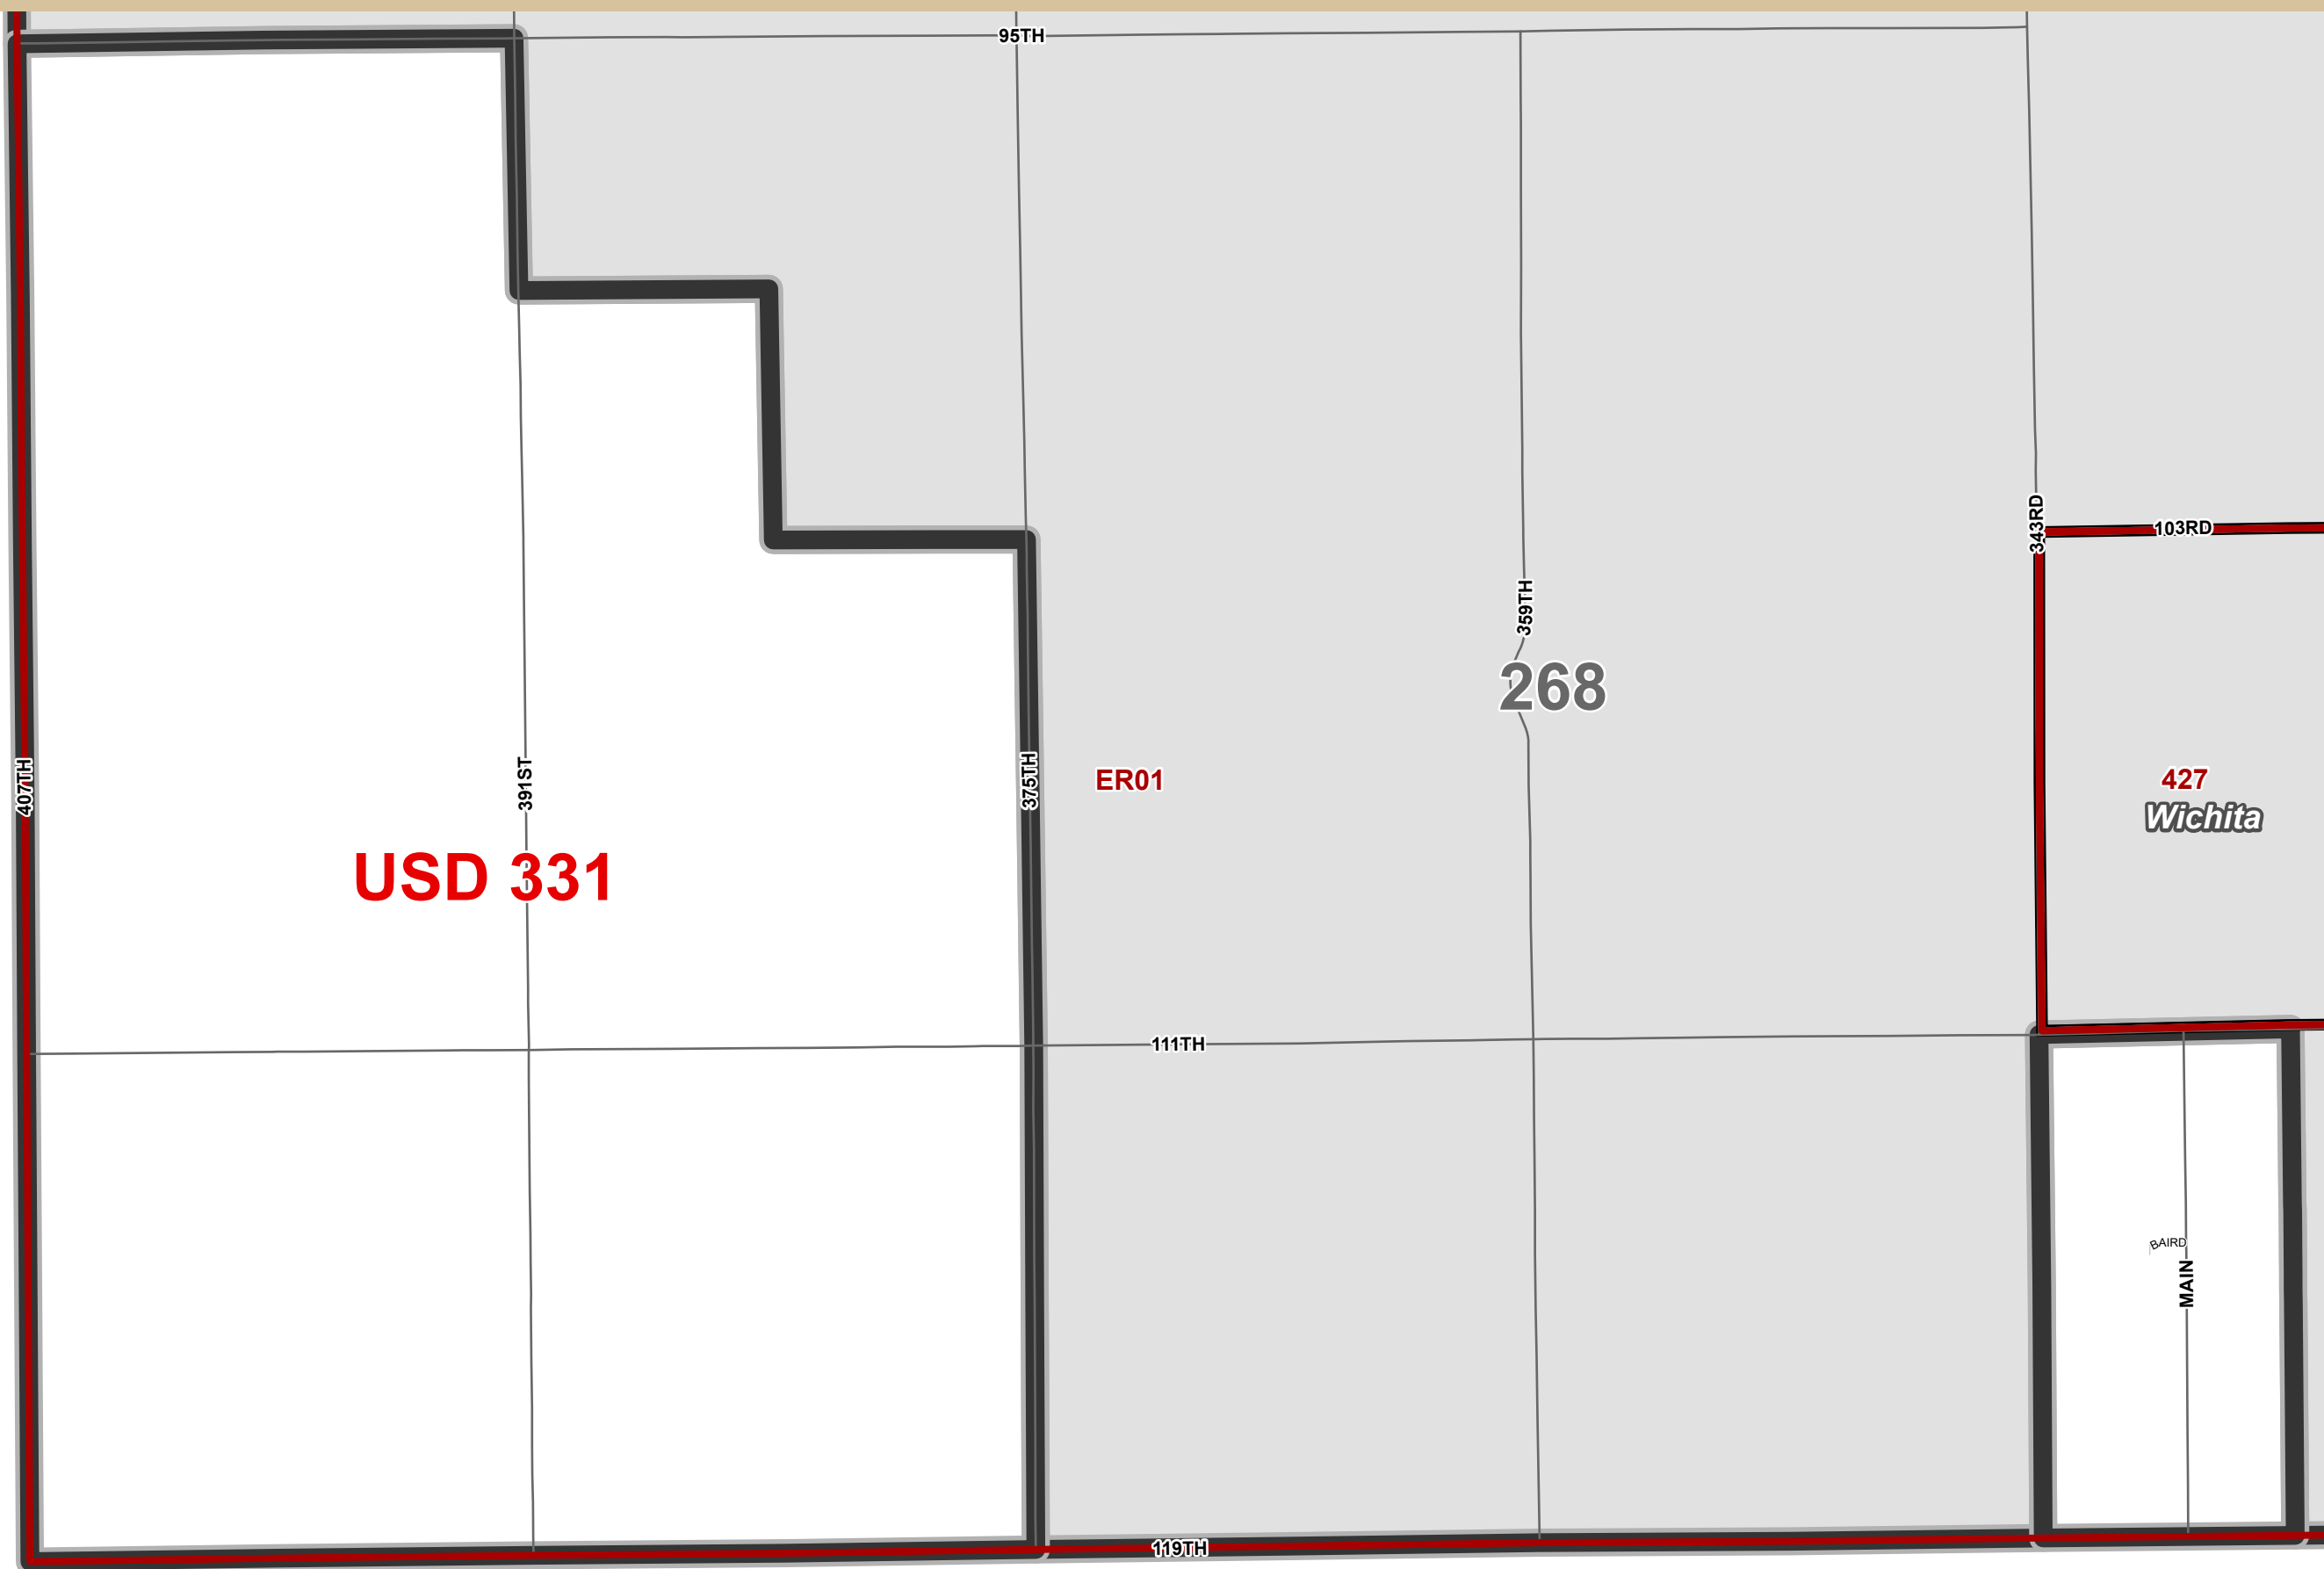 95TH
343RD
103RD
359TH
268
407TH
391ST
375TH
ER01
427
Wichita
USD 331
111TH
BAIRD
MAIN
119TH